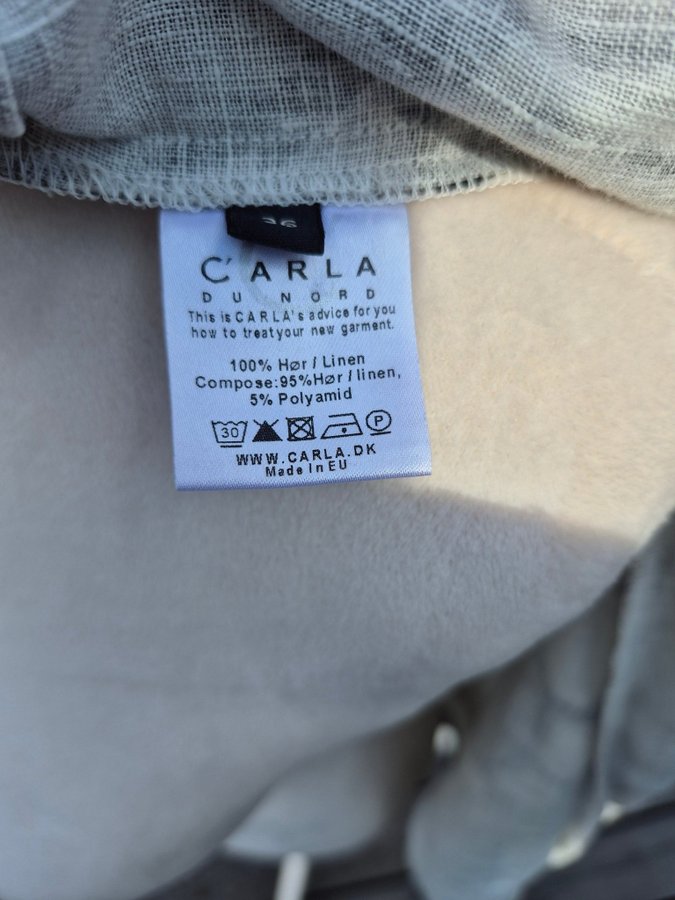 C'ARLA
DU NORD
This is CARLA's advice for you
how to treat your new garment.
100% Hør / Linen
Compose:95%Hør / linen,
5% Polyamid
30 P
WWW.CARLA.DK
Made In EU